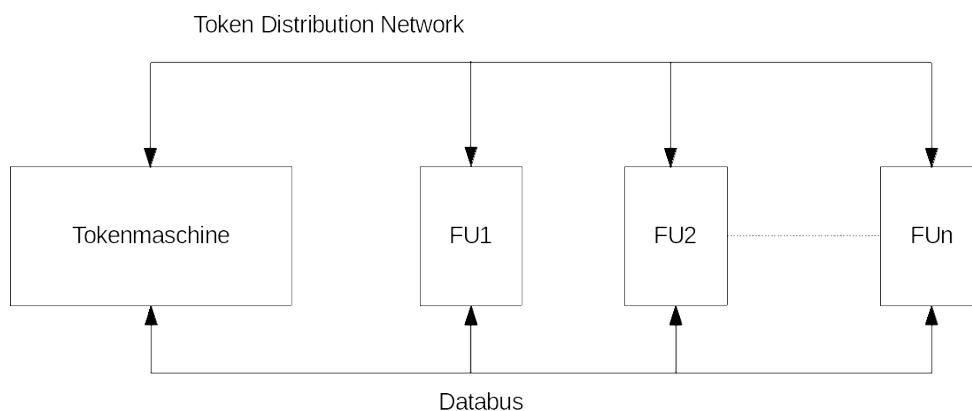 Token Distribution Network
Tokenmaschine
FU1
FU2
FUn
Databus